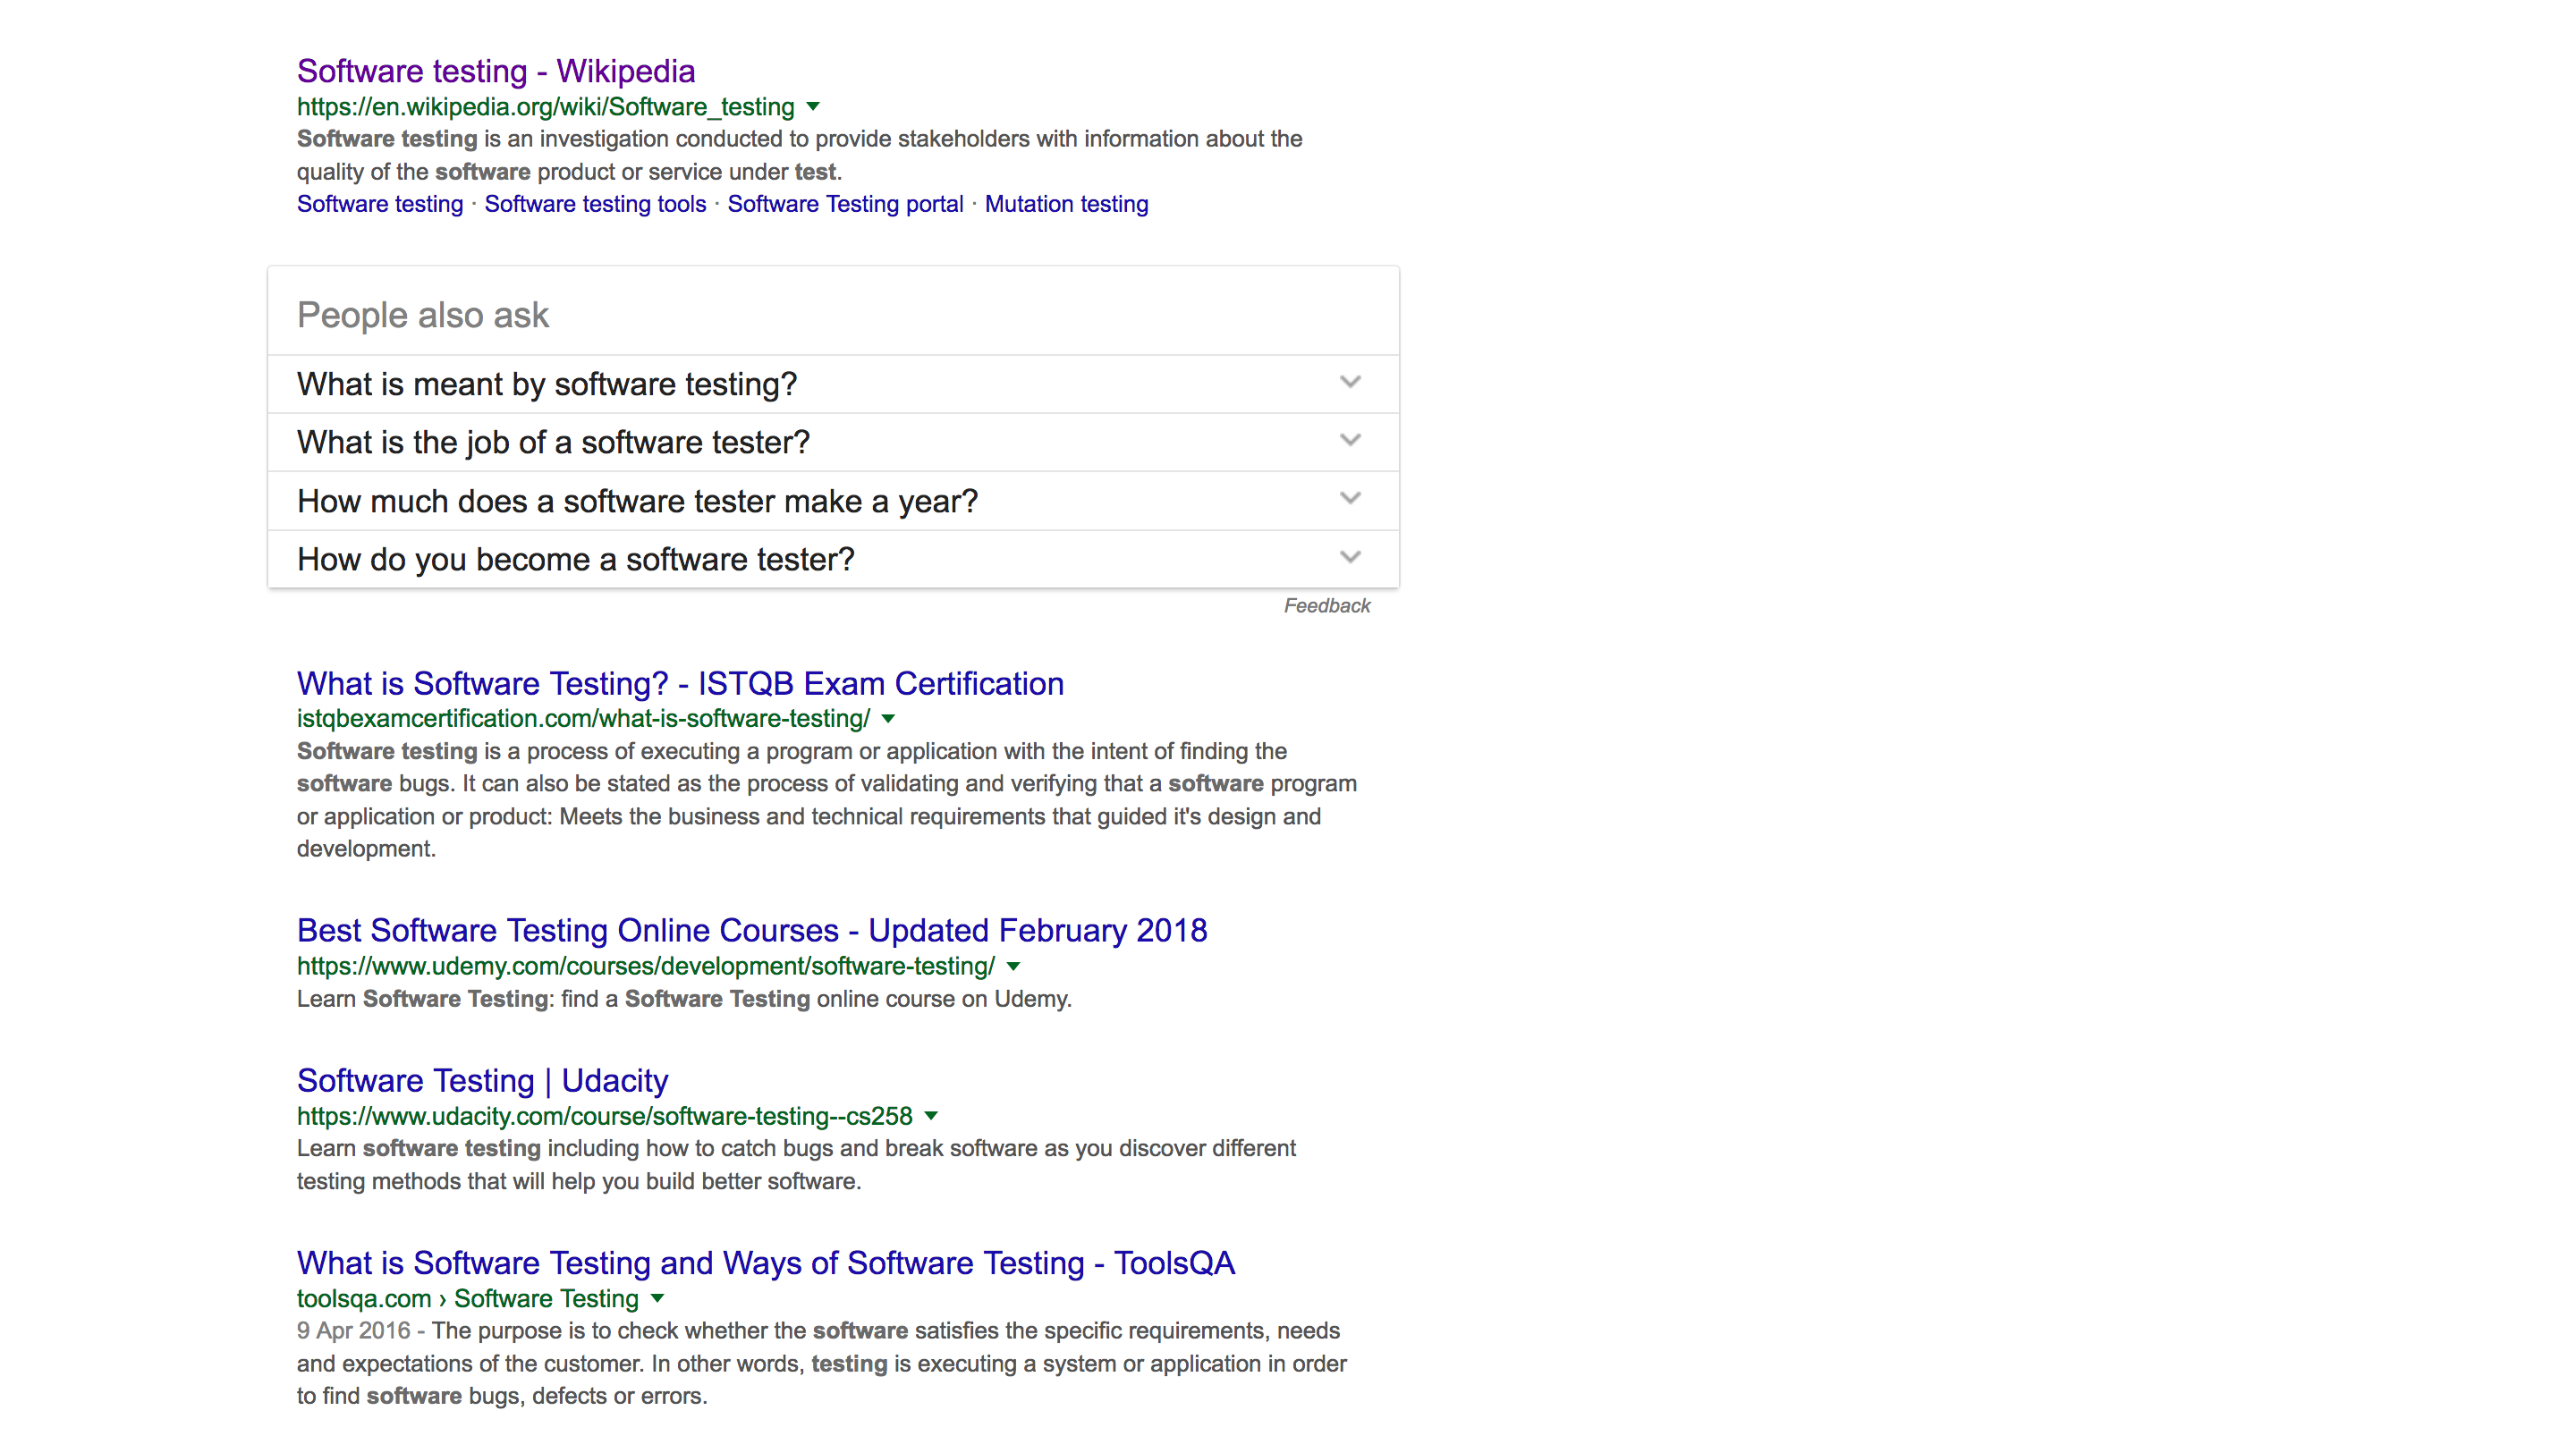 Software testing - Wikipedia
https://en.wikipedia.org/wiki/Software_testing
Software testing is an investigation conducted to provide stakeholders with information about the
quality of the software product or service under test.
Software testing · Software testing tools · Software Testing portal · Mutation testing
People also ask
What is meant by software testing?
What is the job of a software tester?
How much does a software tester make a year?
How do you become a software tester?
Feedback
What is Software Testing? - ISTQB Exam Certification
istqbexamcertification.com/what-is-software-testing/
Software testing is a process of executing a program or application with the intent of finding the
software bugs. It can also be stated as the process of validating and verifying that a software program
or application or product: Meets the business and technical requirements that guided it's design and
development.
Best Software Testing Online Courses - Updated February 2018
https://www.udemy.com/courses/development/software-testing/
Learn Software Testing: find a Software Testing online course on Udemy.
Software Testing | Udacity
https://www.udacity.com/course/software-testing--cs258
Learn software testing including how to catch bugs and break software as you discover different
testing methods that will help you build better software.
What is Software Testing and Ways of Software Testing - ToolsQA
toolsqa.com › Software Testing
9 Apr 2016 - The purpose is to check whether the software satisfies the specific requirements, needs
and expectations of the customer. In other words, testing is executing a system or application in order
to find software bugs, defects or errors.